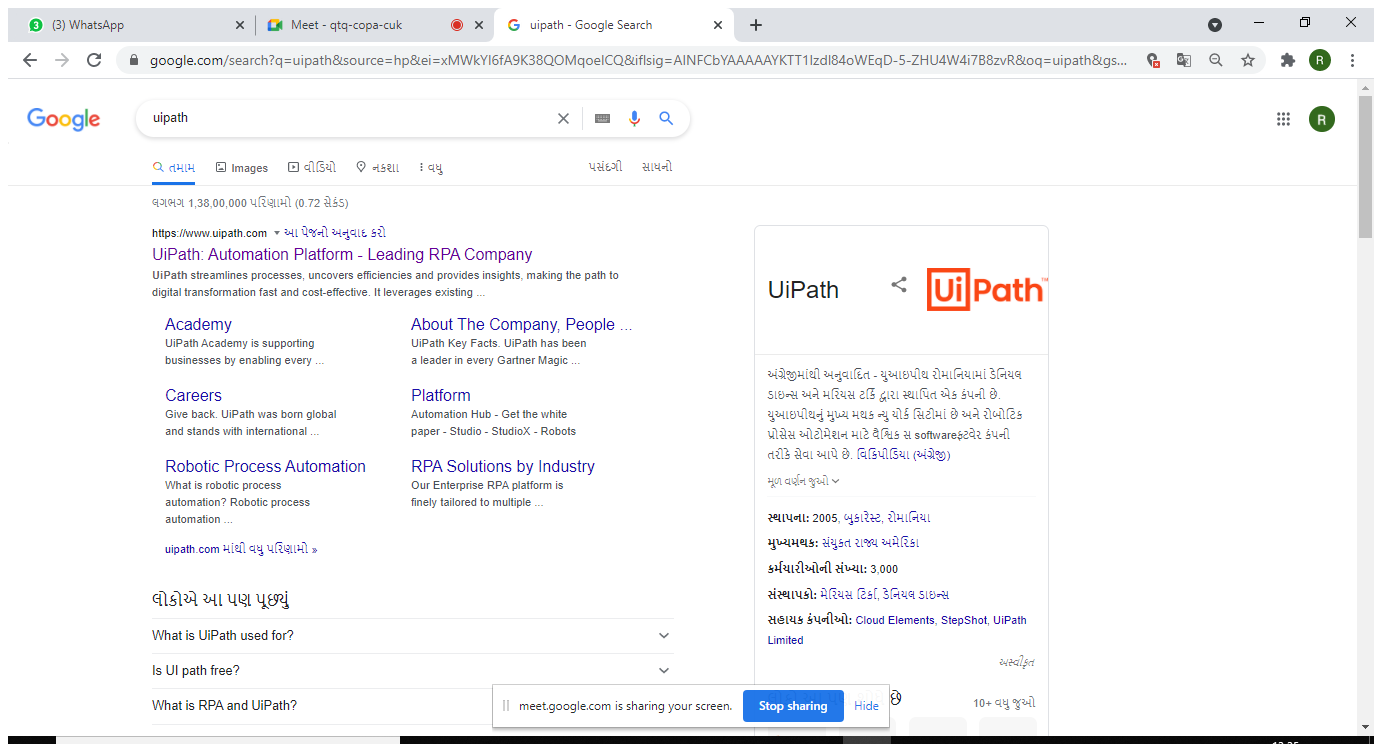 (3) WhatsApp
Meet - qtq-copa-cuk
uipath - Google Search
google.com/search?q=uipath&source=hp&ei=xMWkYI6fA9K38QOMqoeICQ&iflsig=AINFCbYAAAAAYKTT1Izdl84oWEqD-5-ZHU4W4i7B8zvR&oq=uipath&gs...
R
Google
uipath
R
તમામ
Images
વીડિયો
નકશા
વધુ
પસંદગી
સાધનો
લગભગ 1,38,00,000 પરિણામો (0.72 સેકંડ)
https://www.uipath.com આ પેજનો અનુવાદ કરો
UiPath: Automation Platform - Leading RPA Company
UiPath streamlines processes, uncovers efficiencies and provides insights, making the path to
digital transformation fast and cost-effective. It leverages existing ...
Academy
UiPath Academy is supporting
businesses by enabling every ...
About The Company, People ...
UiPath Key Facts. UiPath has been
a leader in every Gartner Magic ...
Careers
Give back. UiPath was born global
and stands with international ...
Platform
Automation Hub - Get the white
paper - Studio - StudioX - Robots
Robotic Process Automation
What is robotic process
automation? Robotic process
automation ...
RPA Solutions by Industry
Our Enterprise RPA platform is
finely tailored to multiple ...
uipath.com માંથી વધુ પરિણામો »
લોકોએ આ પણ પૂછ્યું
What is UiPath used for?
Is UI path free?
What is RPA and UiPath?
UiPath
UiPath™
અંગ્રેજીમાંથી અનુવાદિત - યુઆઇપીથ રોમાનિયામાં ડેનિયલ
ડાઇન્સ અને મરિયસ ટર્કિ દ્વારા સ્થાપિત એક કંપની છે.
યુઆઇપીથનું મુખ્ય મથક ન્યુ યોર્ક સિટીમાં છે અને રોબોટિક
પ્રોસેસ ઓટોમેશન માટે વૈશ્વિક સ softwareફ્ટવેર કંપની
તરીકે સેવા આપે છે. વિકિપીડિયા (અંગ્રેજી)
મૂળ વર્ણન જુઓ
સ્થાપના: 2005, બુકારેસ્ટ, રોમાનિયા
મુખ્યમથક: સંયુક્ત રાજ્ય અમેરિકા
કર્મચારીઓની સંખ્યા: 3,000
સંસ્થાપકો: મેરિયસ ટિર્કા, ડેનિયલ ડાઇન્સ
સહાયક કંપનીઓ: Cloud Elements, StepShot, UiPath
Limited
અસ્વીકૃત
છે
10+ વધુ જુઓ
meet.google.com is sharing your screen.
Stop sharing
Hide